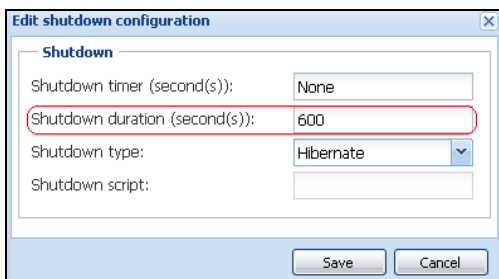 Edit shutdown configuration
Shutdown
Shutdown timer (second(s)): None
Shutdown duration (second(s)): 600
Shutdown type: Hibernate
Shutdown script:
Save Cancel